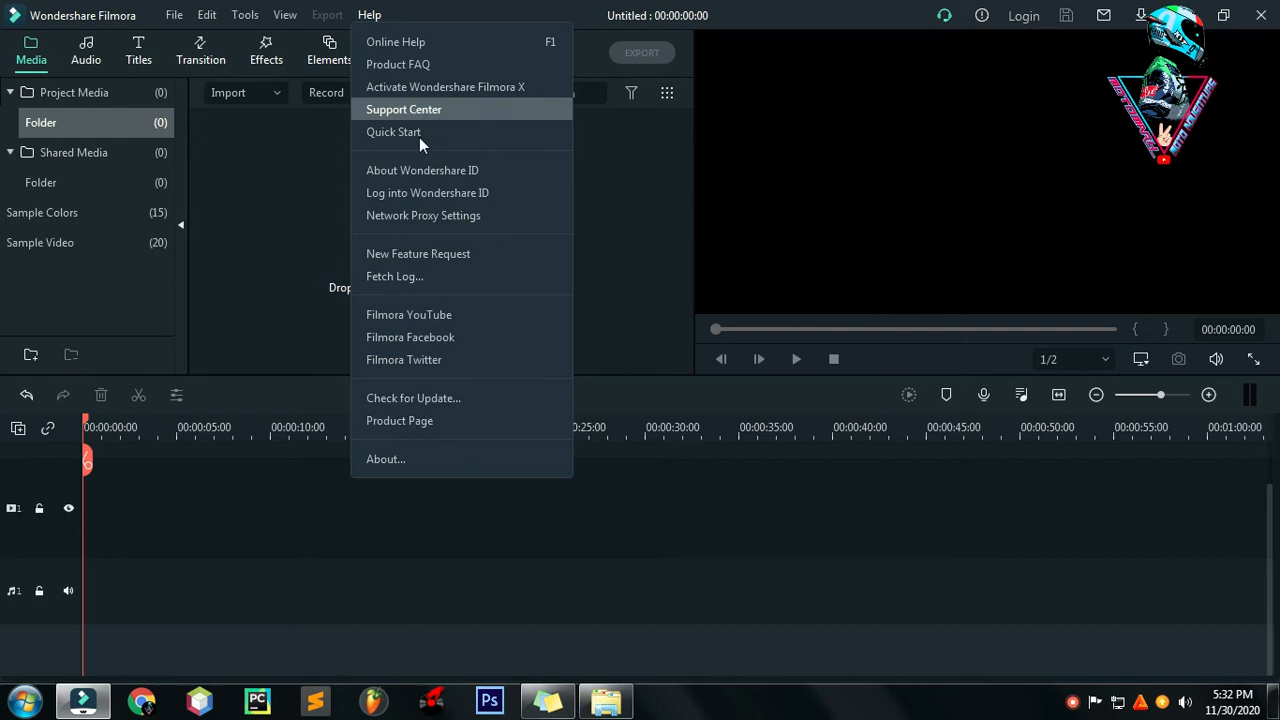 Wondershare Filmora
File Edit Tools View Export Help
Untitled : 00:00:00:00
Login
Media Audio Titles Transition Effects Elements
EXPORT
Project Media (0)
Folder (0)
Shared Media (0)
Folder (0)
Sample Colors (15)
Sample Video (20)
Import Record
Drop
Online Help F1
Product FAQ
Activate Wondershare Filmora X
Support Center
Quick Start
About Wondershare ID
Log into Wondershare ID
Network Proxy Settings
New Feature Request
Fetch Log...
Filmora YouTube
Filmora Facebook
Filmora Twitter
Check for Update...
Product Page
About...
00:00:00:00
1/2
00:00:00:00 00:00:05:00 00:00:10:00 00:00:25:00 00:00:30:00 00:00:35:00 00:00:40:00 00:00:45:00 00:00:50:00 00:00:55:00 00:01:00:00
1
1
PC
Ps
5:32 PM
11/30/2020